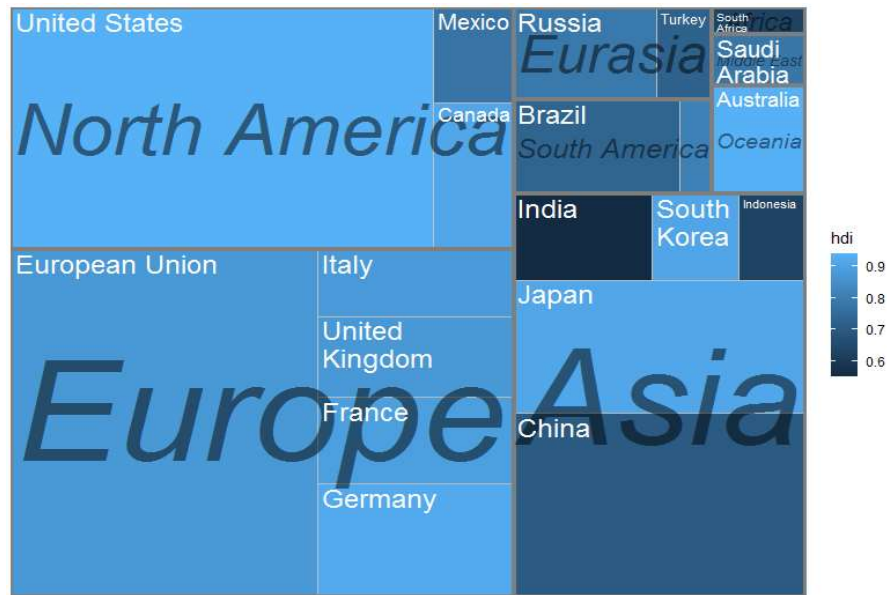 United States
Mexico
Canada
North America
Russia
Turkey
Eurasia
South
Africa
Africa
Saudi
Arabia
Middle East
Australia
Oceania
Brazil
South America
European Union
Italy
United
Kingdom
France
Germany
Europe
India
South
Korea
Indonesia
Japan
China
Asia
hdi
0.9
0.8
0.7
0.6